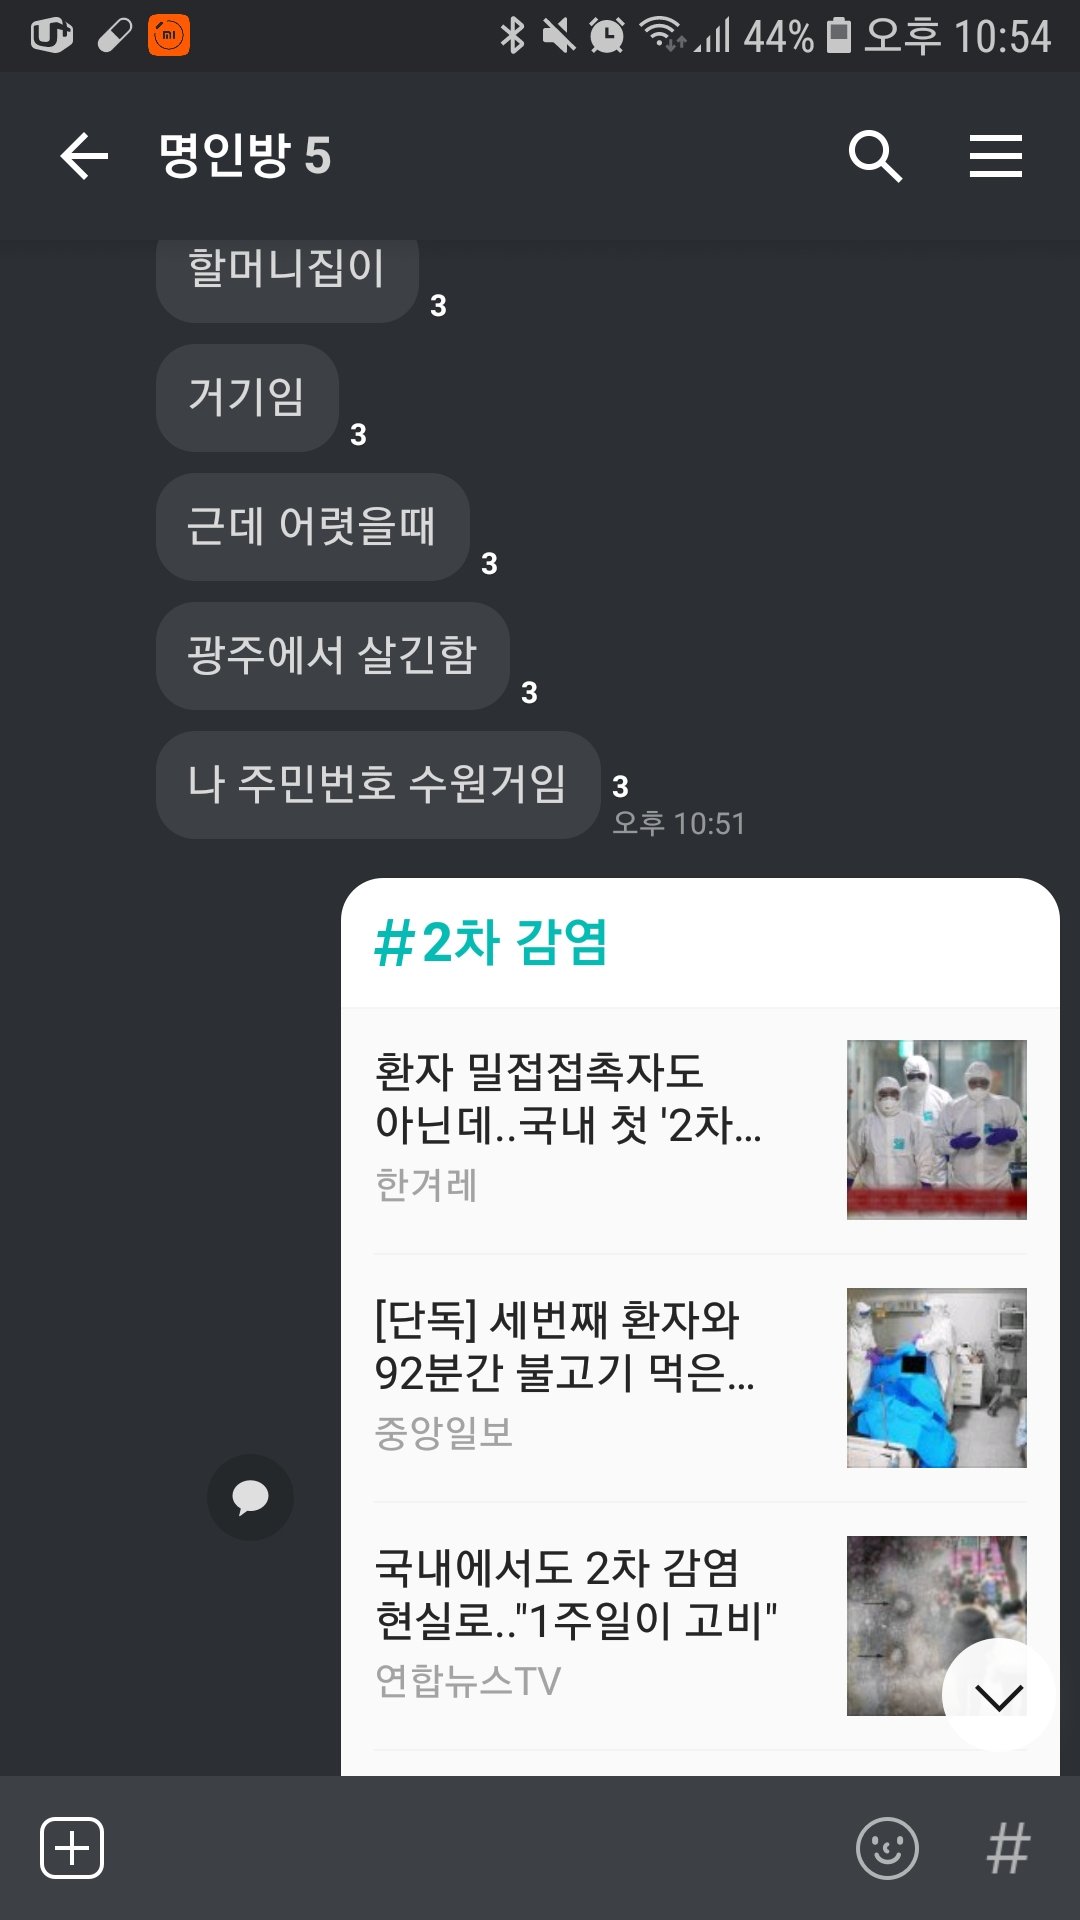 44% 오후 10:54
명인방 5
할머니집이
3
거기임
3
근데 어렷을때
3
광주에서 살긴함
3
나 주민번호 수원거임
3
오후 10:51
#2차 감염
환자 밀접접촉자도
아닌데..국내 첫 '2차...
한겨레
[단독] 세번째 환자와
92분간 불고기 먹은...
중앙일보
국내에서도 2차 감염
현실로.."1주일이 고비"
연합뉴스TV
#